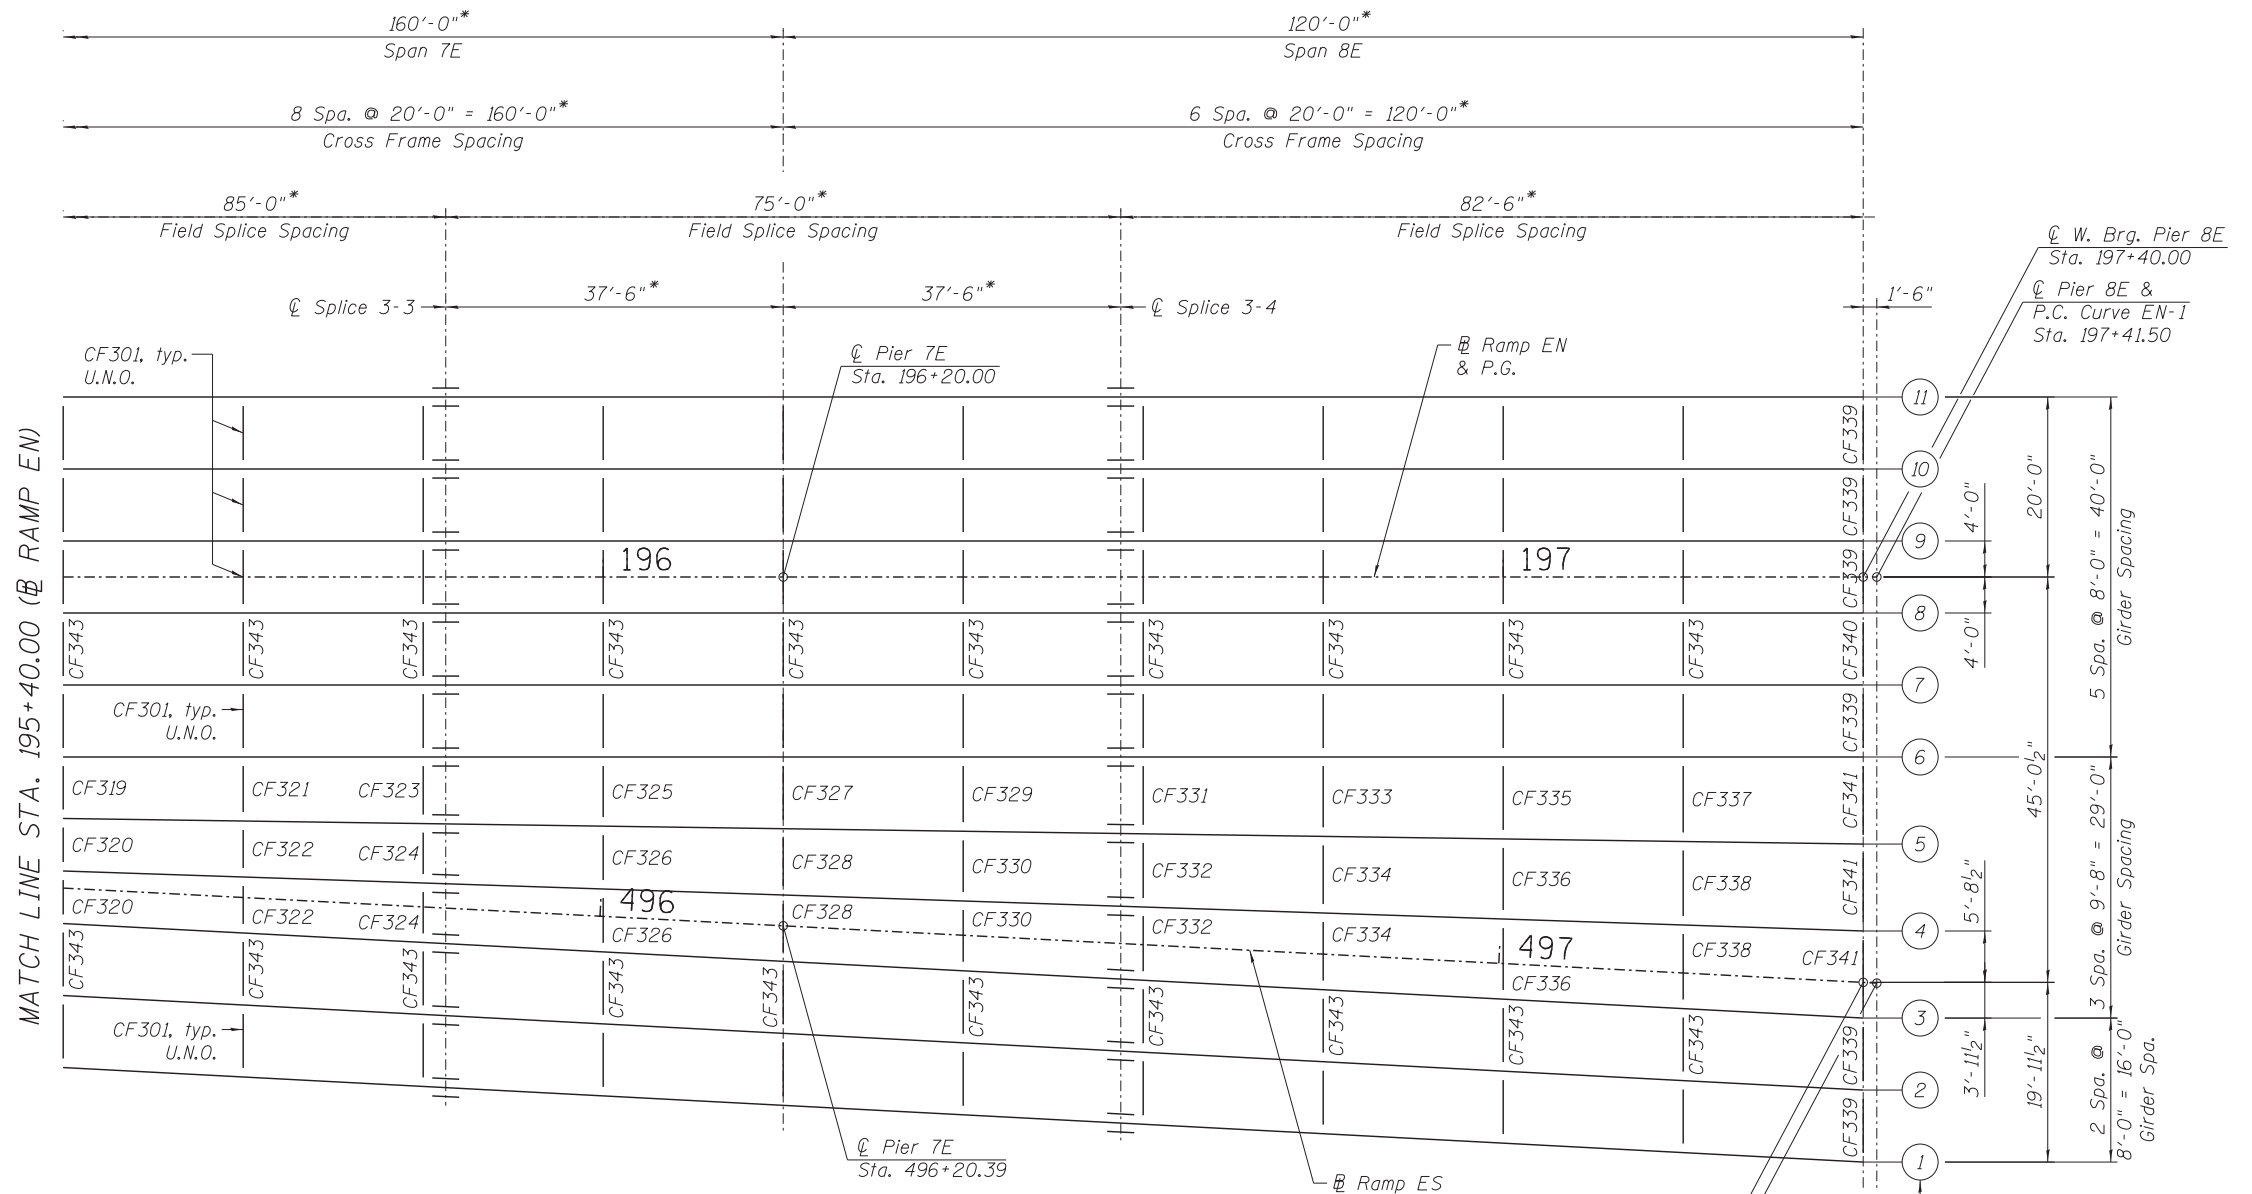 160'-0"*
Span 7E
120'-0"*
Span 8E
8 Spa. @ 20'-0" = 160'-0"*
Cross Frame Spacing
6 Spa. @ 20'-0" = 120'-0"*
Cross Frame Spacing
85'-0"*
Field Splice Spacing
75'-0"*
Field Splice Spacing
82'-6"*
Field Splice Spacing
℄ W. Brg. Pier 8E
Sta. 197+40.00
℄ Pier 8E &
P.C. Curve EN-1
Sta. 197+41.50
℄ Splice 3-3
37'-6"*
37'-6"*
℄ Splice 3-4
1'-6"
CF301, typ.
U.N.O.
℄ Pier 7E
Sta. 196+20.00
BL Ramp EN
& P.G.
MATCH LINE STA. 195+40.00 (BL RAMP EN)
11
10
9
8
7
6
5
4
3
2
1
CF339
CF339
CF339
196
197
CF343
CF343
CF343
CF343
CF343
CF343
CF343
CF343
CF343
CF343
CF340
CF301, typ.
U.N.O.
CF339
CF319
CF321
CF323
CF325
CF327
CF329
CF331
CF333
CF335
CF337
CF341
CF320
CF322
CF324
CF326
CF328
CF330
CF332
CF334
CF336
CF338
CF341
CF320
CF322
CF324
496
CF326
CF328
CF330
CF332
CF334
497
CF336
CF338
CF341
CF343
CF343
CF343
CF343
CF343
CF343
CF343
CF343
CF343
CF343
CF339
CF301, typ.
U.N.O.
CF339
4'-0"
4'-0"
20'-0"
5 Spa. @ 8'-0" = 40'-0"
Girder Spacing
45'-0½"
5'-8½"
3 Spa. @ 9'-8" = 29'-0"
Girder Spacing
3'-11½"
19'-11½"
2 Spa. @
8'-0" = 16'-0"
Girder Spa.
℄ Pier 7E
Sta. 496+20.39
BL Ramp ES